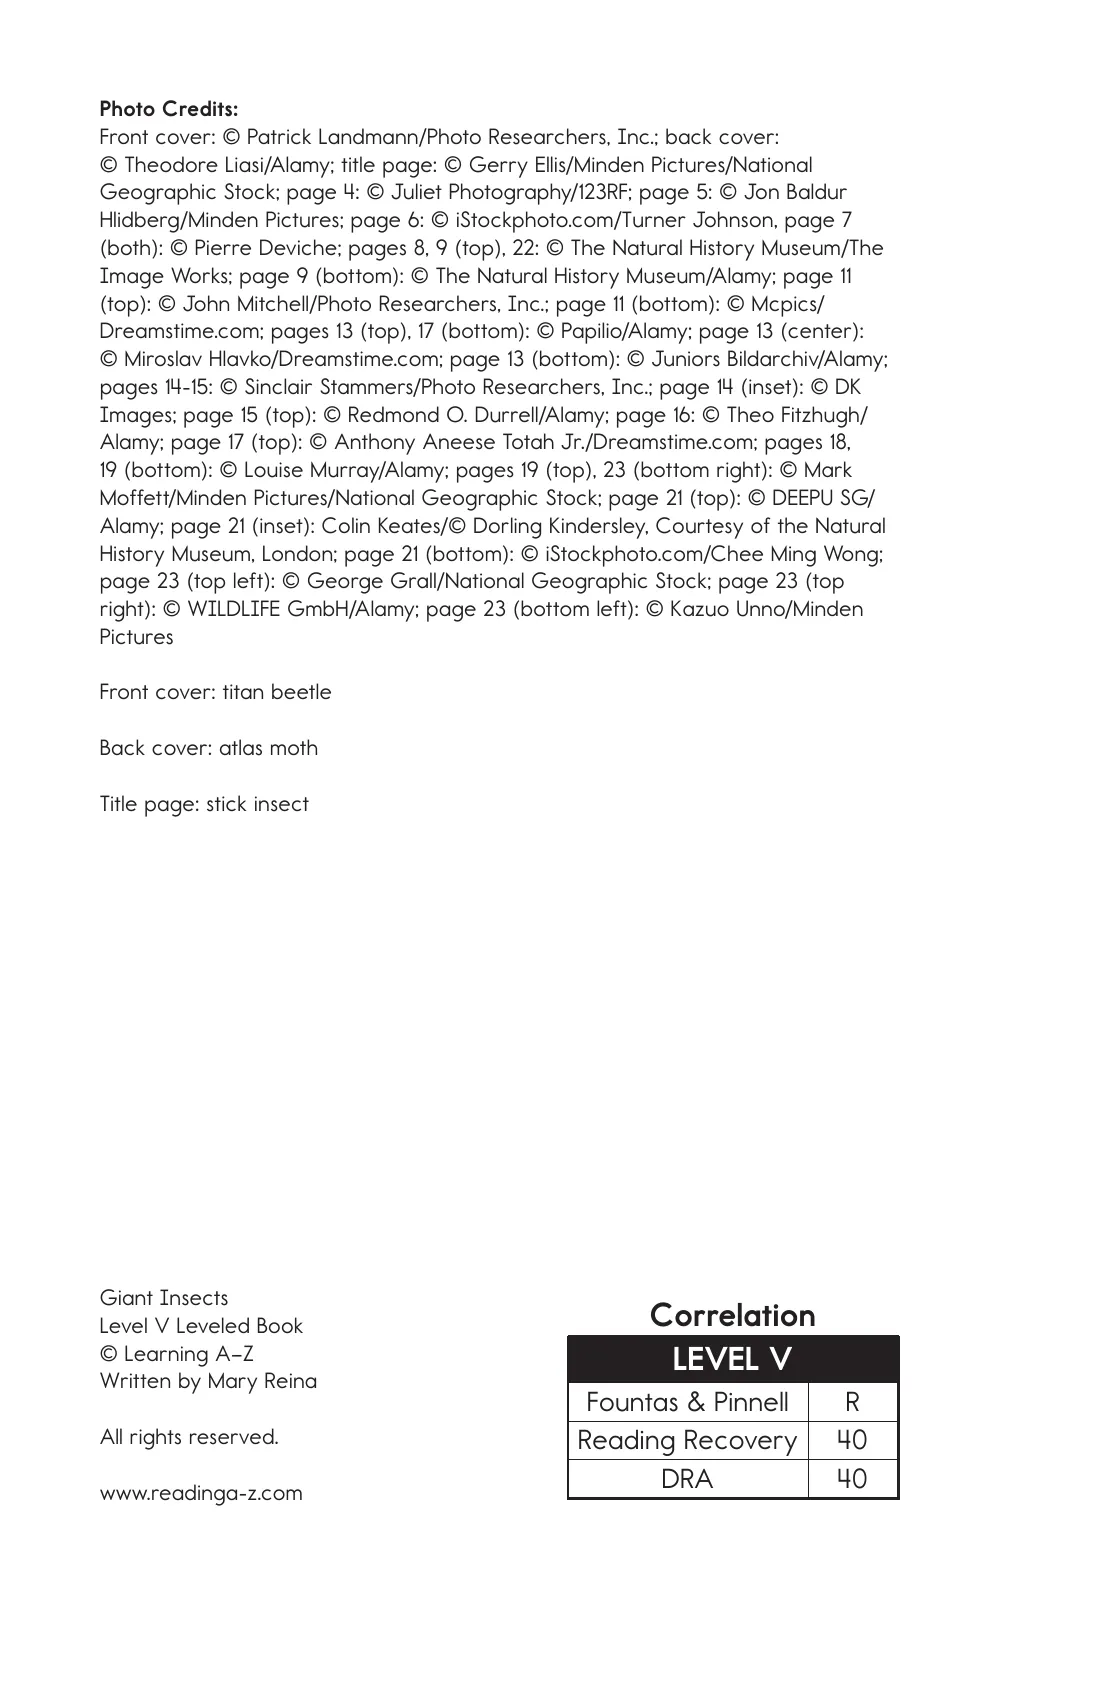 Photo Credits:
Front cover: © Patrick Landmann/Photo Researchers, Inc.; back cover:
© Theodore Liasi/Alamy; title page: © Gerry Ellis/Minden Pictures/National
Geographic Stock; page 4: © Juliet Photography/123RF; page 5: © Jon Baldur
Hlidberg/Minden Pictures; page 6: © iStockphoto.com/Turner Johnson, page 7
(both): © Pierre Deviche; pages 8, 9 (top), 22: © The Natural History Museum/The
Image Works; page 9 (bottom): © The Natural History Museum/Alamy; page 11
(top): © John Mitchell/Photo Researchers, Inc.; page 11 (bottom): © Mcpics/
Dreamstime.com; pages 13 (top), 17 (bottom): © Papilio/Alamy; page 13 (center):
© Miroslav Hlavko/Dreamstime.com; page 13 (bottom): © Juniors Bildarchiv/Alamy;
pages 14-15: © Sinclair Stammers/Photo Researchers, Inc.; page 14 (inset): © DK
Images; page 15 (top): © Redmond O. Durrell/Alamy; page 16: © Theo Fitzhugh/
Alamy; page 17 (top): © Anthony Aneese Totah Jr./Dreamstime.com; pages 18,
19 (bottom): © Louise Murray/Alamy; pages 19 (top), 23 (bottom right): © Mark
Moffett/Minden Pictures/National Geographic Stock; page 21 (top): © DEEPU SG/
Alamy; page 21 (inset): Colin Keates/© Dorling Kindersley, Courtesy of the Natural
History Museum, London; page 21 (bottom): © iStockphoto.com/Chee Ming Wong;
page 23 (top left): © George Grall/National Geographic Stock; page 23 (top
right): © WILDLIFE GmbH/Alamy; page 23 (bottom left): © Kazuo Unno/Minden
Pictures
Front cover: titan beetle
Back cover: atlas moth
Title page: stick insect
Giant Insects
Level V Leveled Book
© Learning A–Z
Written by Mary Reina
All rights reserved.
www.readinga-z.com
Correlation
LEVEL V
Fountas & Pinnell R
Reading Recovery 40
DRA 40